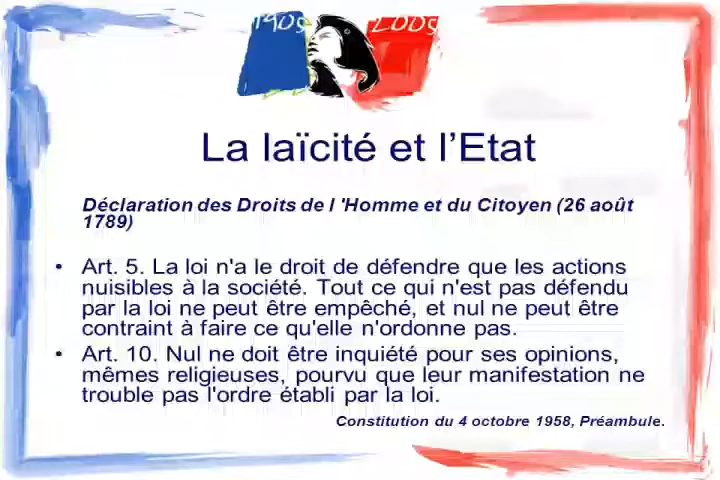 1905 2005
La laïcité et l’Etat
Déclaration des Droits de l 'Homme et du Citoyen (26 août
1789)
• Art. 5. La loi n'a le droit de défendre que les actions
nuisibles à la société. Tout ce qui n'est pas défendu
par la loi ne peut être empêché, et nul ne peut être
contraint à faire ce qu'elle n'ordonne pas.
• Art. 10. Nul ne doit être inquiété pour ses opinions,
mêmes religieuses, pourvu que leur manifestation ne
trouble pas l'ordre établi par la loi.
Constitution du 4 octobre 1958, Préambule.